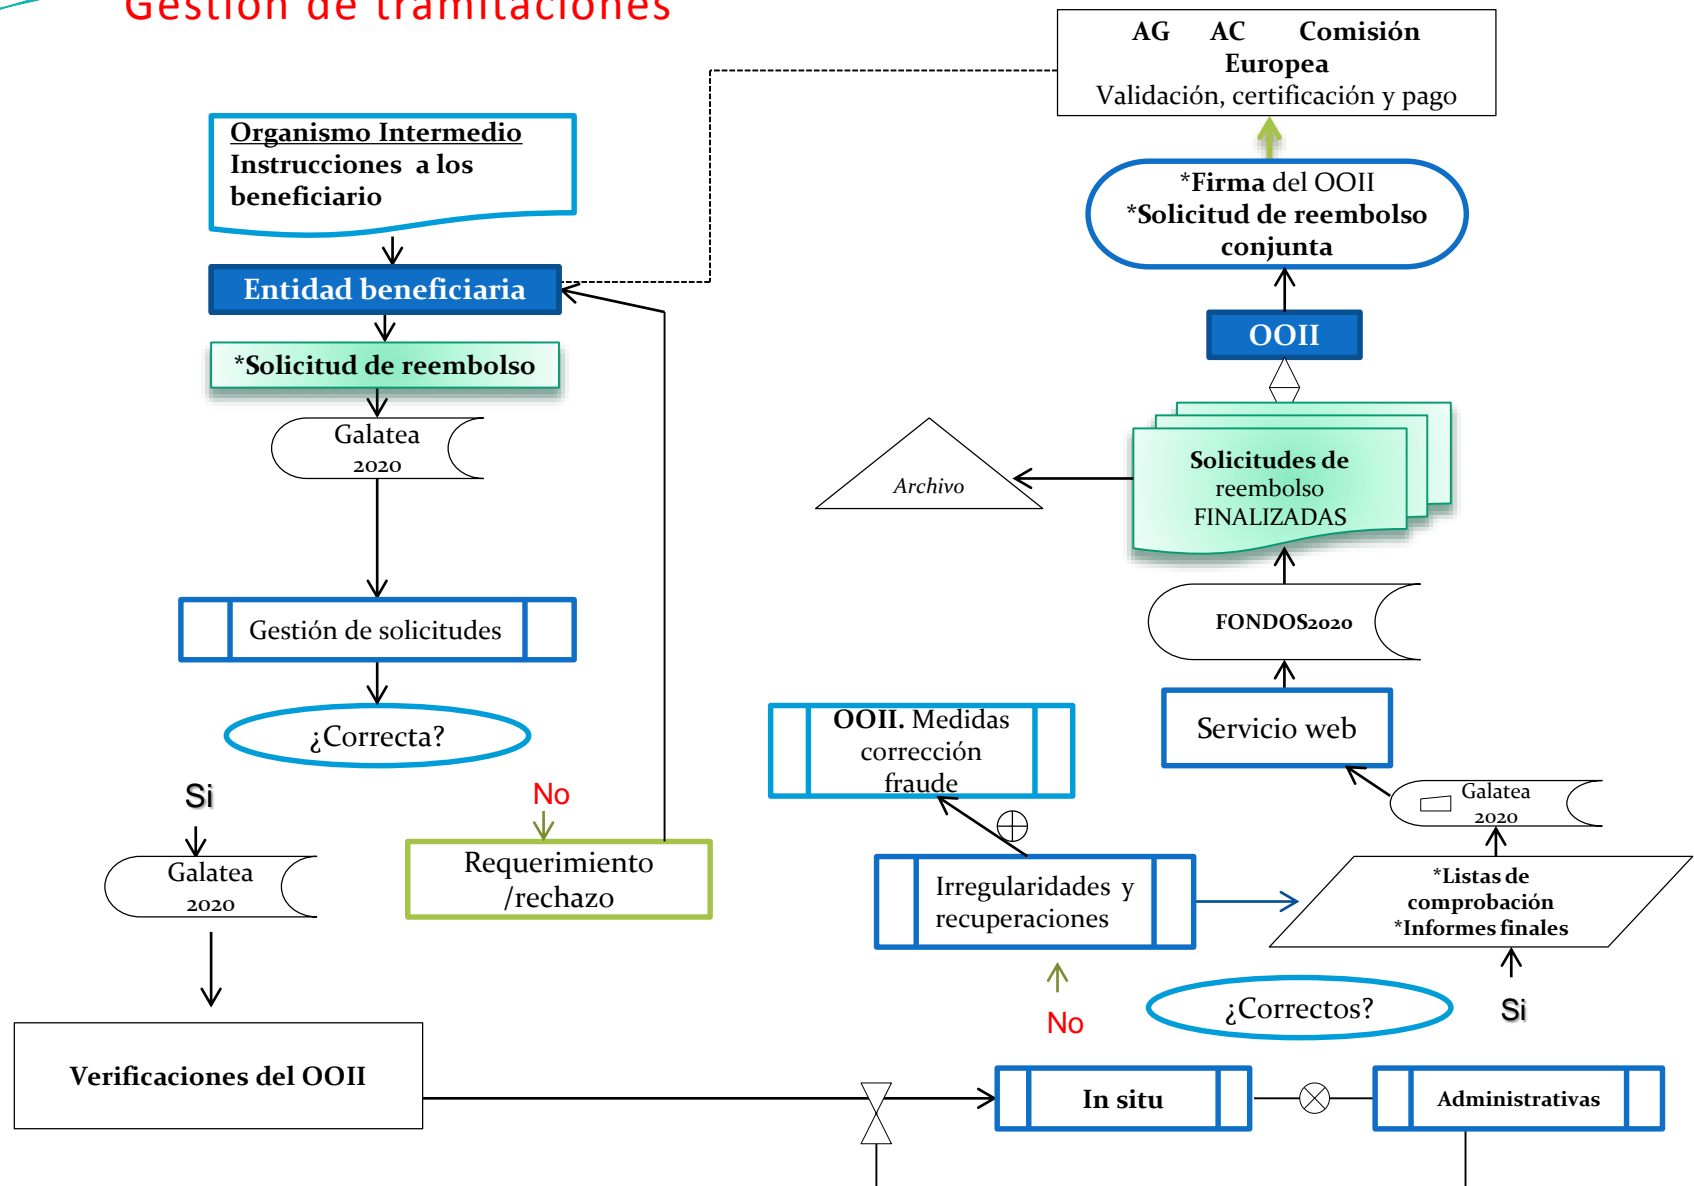 Gestión de tramitaciones
Organismo Intermedio
Instrucciones a los
beneficiario
Entidad beneficiaria
*Solicitud de reembolso
Galatea
2020
Gestión de solicitudes
¿Correcta?
Si
No
Galatea
2020
Requerimiento
/rechazo
Verificaciones del OOII
AG AC Comisión
Europea
Validación, certificación y pago
*Firma del OOII
*Solicitud de reembolso
conjunta
OOII
Solicitudes de
reembolso
FINALIZADAS
Archivo
FONDOS2020
Servicio web
OOII. Medidas
corrección
fraude
Galatea
2020
Irregularidades y
recuperaciones
*Listas de
comprobación
*Informes finales
No
¿Correctos?
Si
In situ
Administrativas